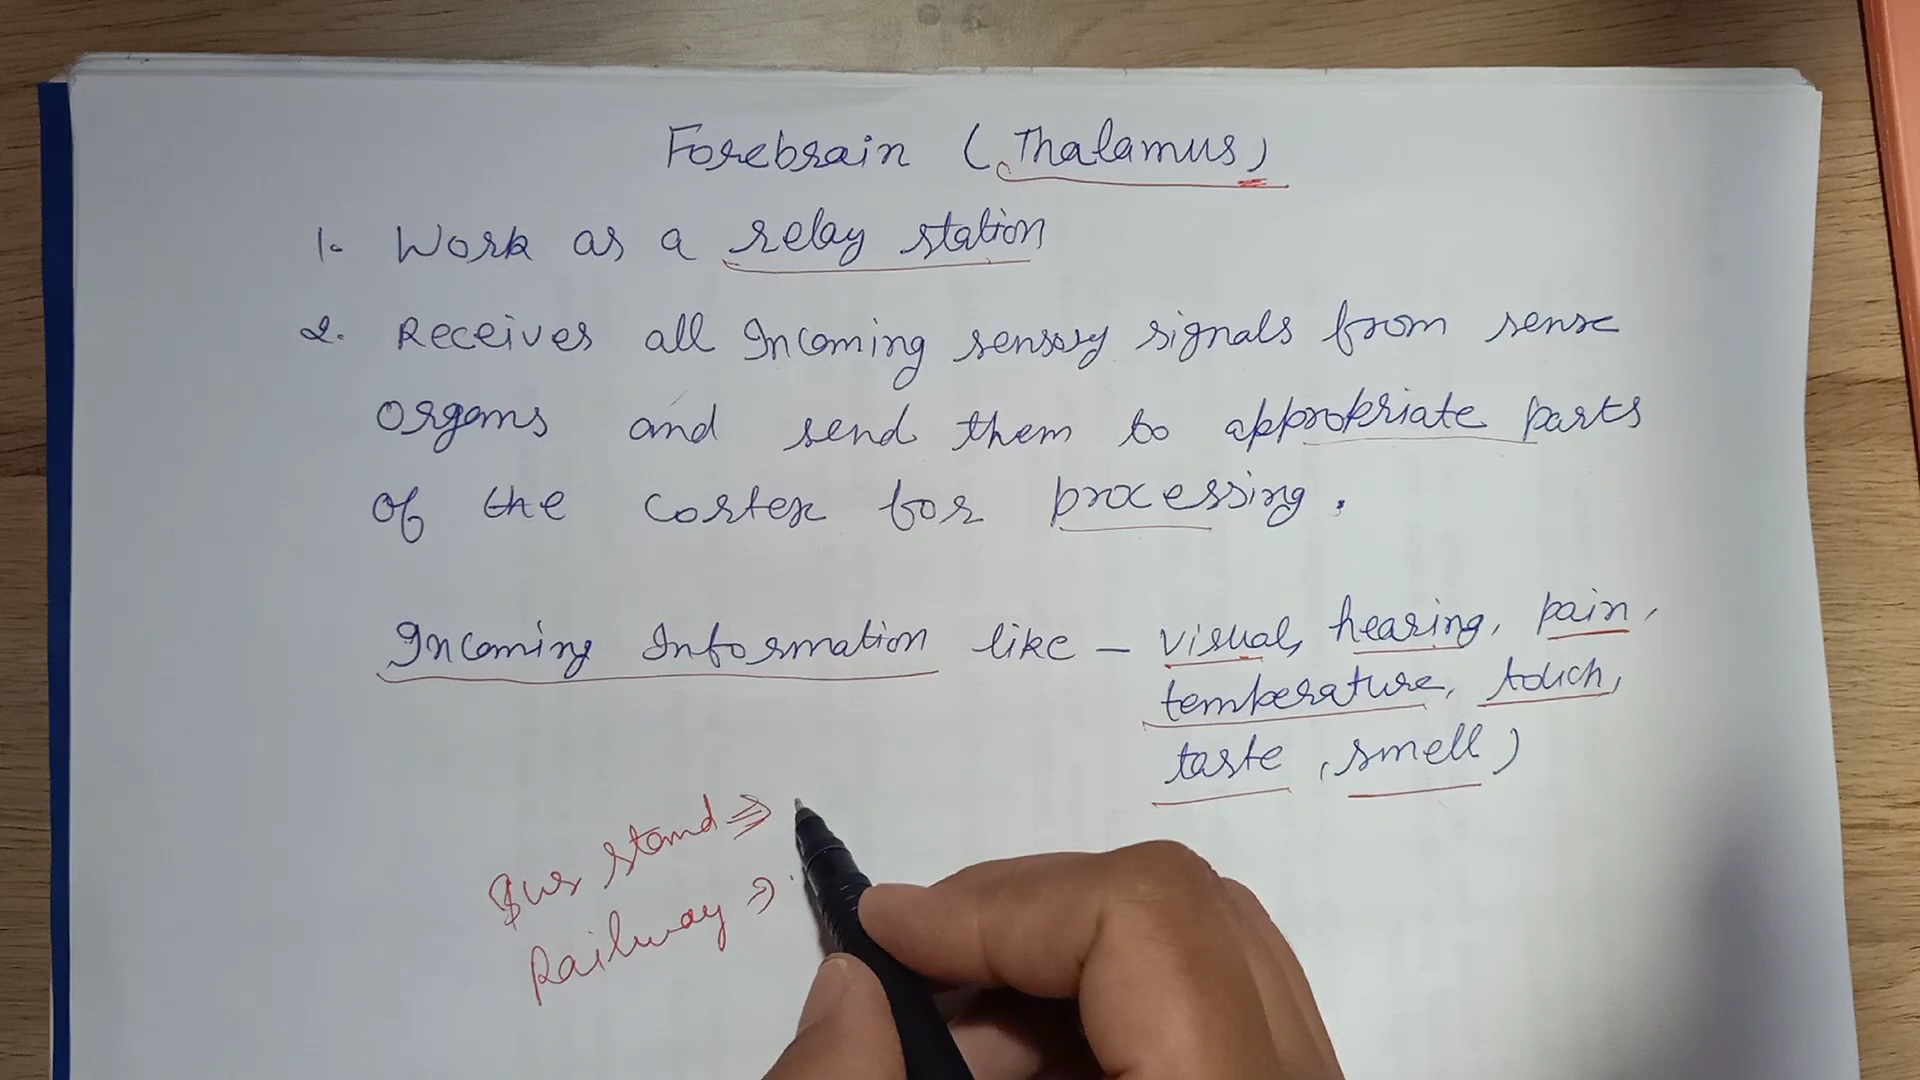 Forebrain (Thalamus)
1. Work as a relay station
2. Receives all Incoming sensory signals from sense
organs and send them to appropriate parts
of the cortex for processing.
Incoming Information like – visual, hearing, pain,
temperature, touch,
taste, smell)
Bus stand ⇒
Railway ⇒